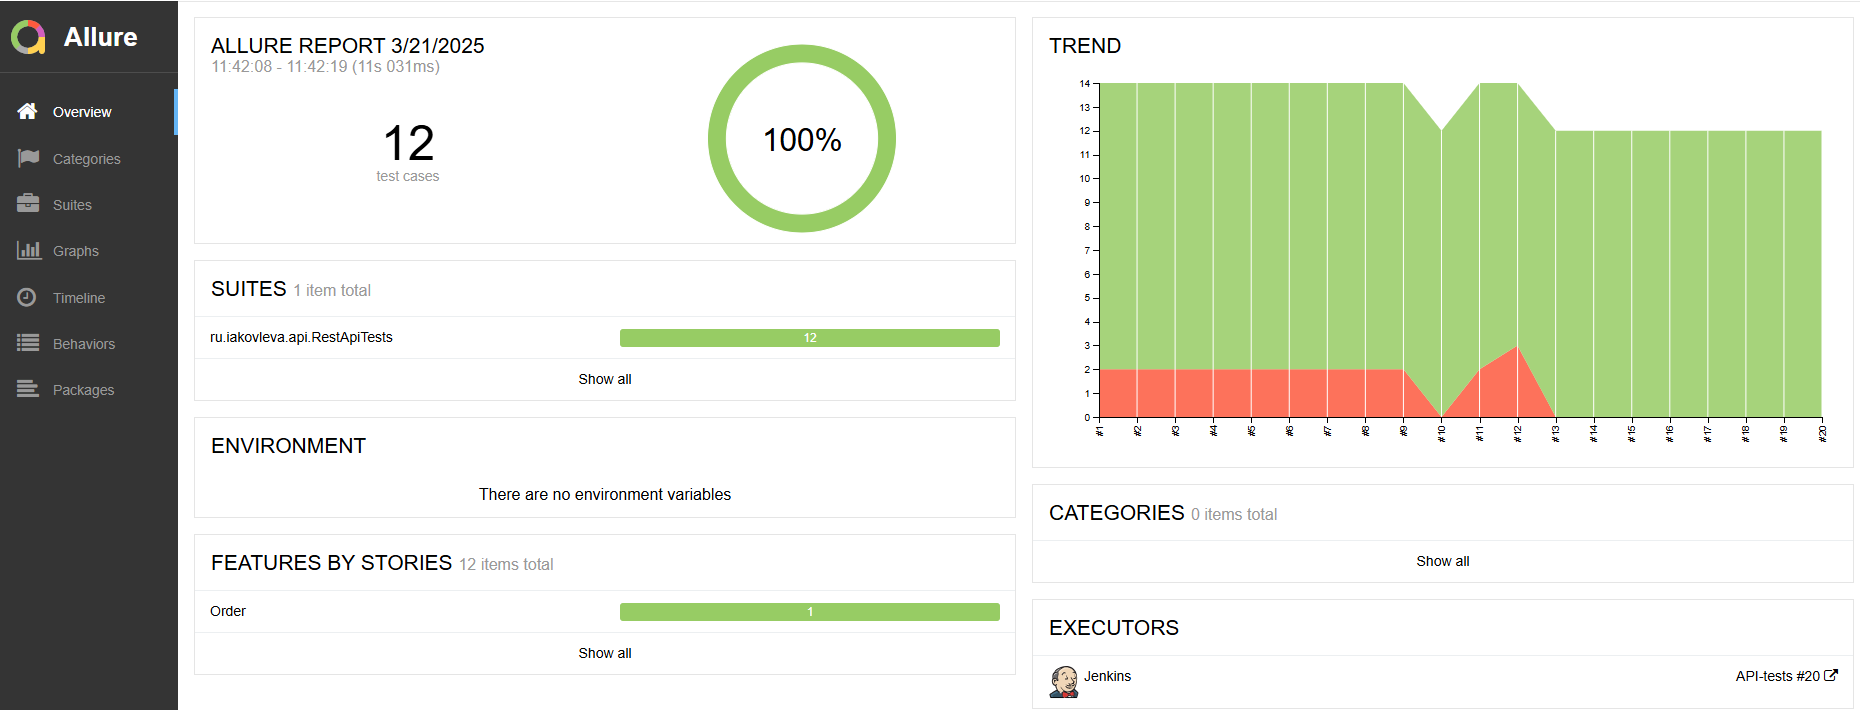 Allure
Overview
Categories
Suites
Graphs
Timeline
Behaviors
Packages
ALLURE REPORT 3/21/2025
11:42:08 - 11:42:19 (11s 031ms)
12
test cases
100%
SUITES 1 item total
ru.iakovleva.api.RestApiTests 12
Show all
ENVIRONMENT
There are no environment variables
FEATURES BY STORIES 12 items total
Order 1
Show all
TREND
14
13
12
11
10
9
8
7
6
5
4
3
2
1
0
#1 #2 #3 #4 #5 #6 #7 #8 #9 #10 #11 #12 #13 #14 #15 #16 #17 #18 #19 #20
CATEGORIES 0 items total
Show all
EXECUTORS
Jenkins API-tests #20